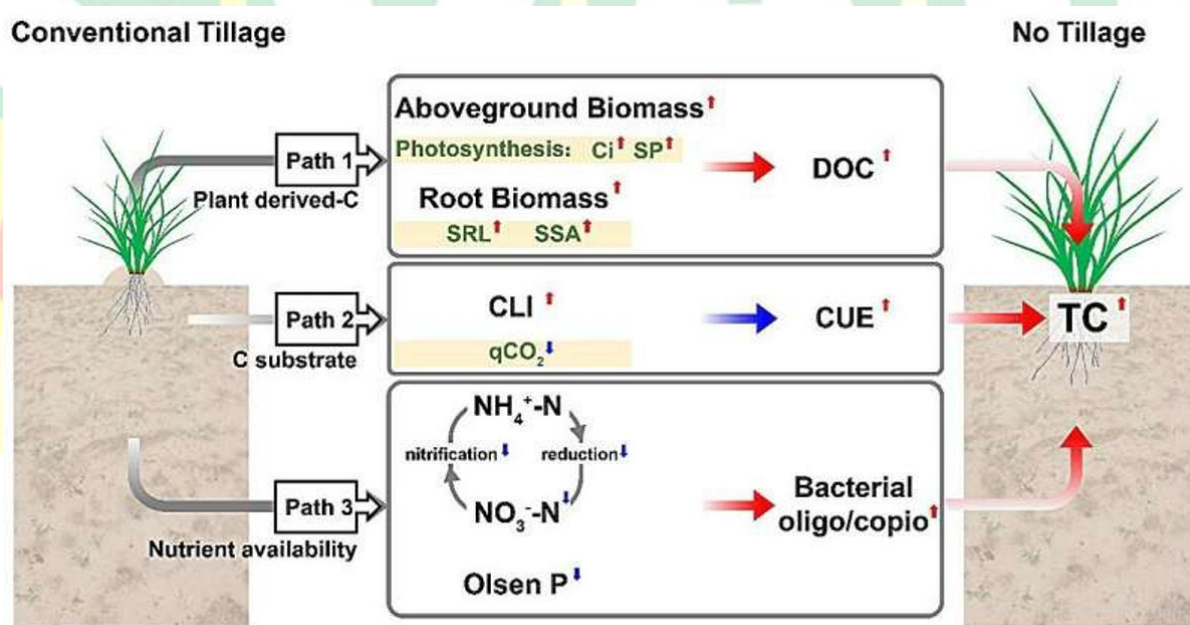 Conventional Tillage
No Tillage
Aboveground Biomass⬆
Path 1
Photosynthesis: Ci⬆ SP⬆
DOC ⬆
Plant derived-C
Root Biomass⬆
SRL⬆ SSA⬆
CLI ⬆
Path 2
CUE ⬆
TC⬆
C substrate
qCO₂⬇
NH₄⁺-N
nitrification⬇ reduction⬇
Path 3
NO₃⁻-N⬇
Bacterial
oligo/copio⬆
Nutrient availability
Olsen P⬇